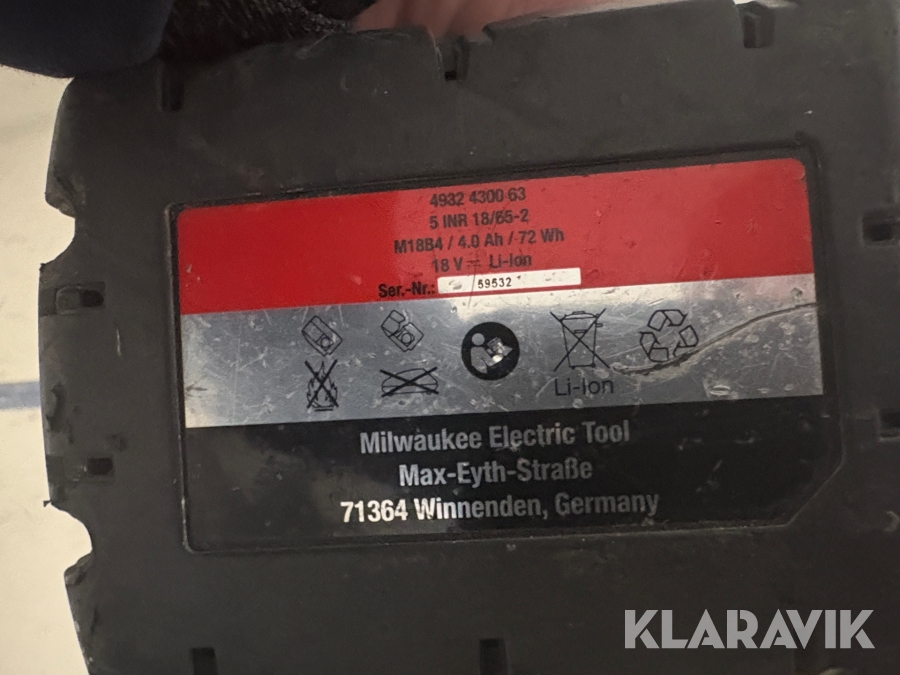 4932 4300 63
5 INR 18/65-2
M18B4 / 4.0 Ah / 72 Wh
18 V ⎓ Li-Ion
Ser.-Nr.: 59532
Li-Ion
Milwaukee Electric Tool
Max-Eyth-Straße
71364 Winnenden, Germany
KLARAVIK